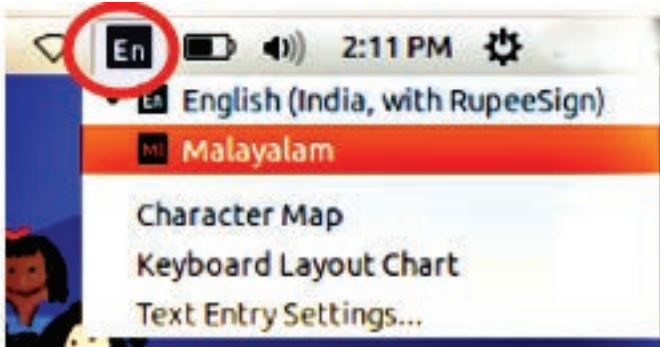 En 2:11 PM
En English (India, with RupeeSign)
Ml Malayalam
Character Map
Keyboard Layout Chart
Text Entry Settings...